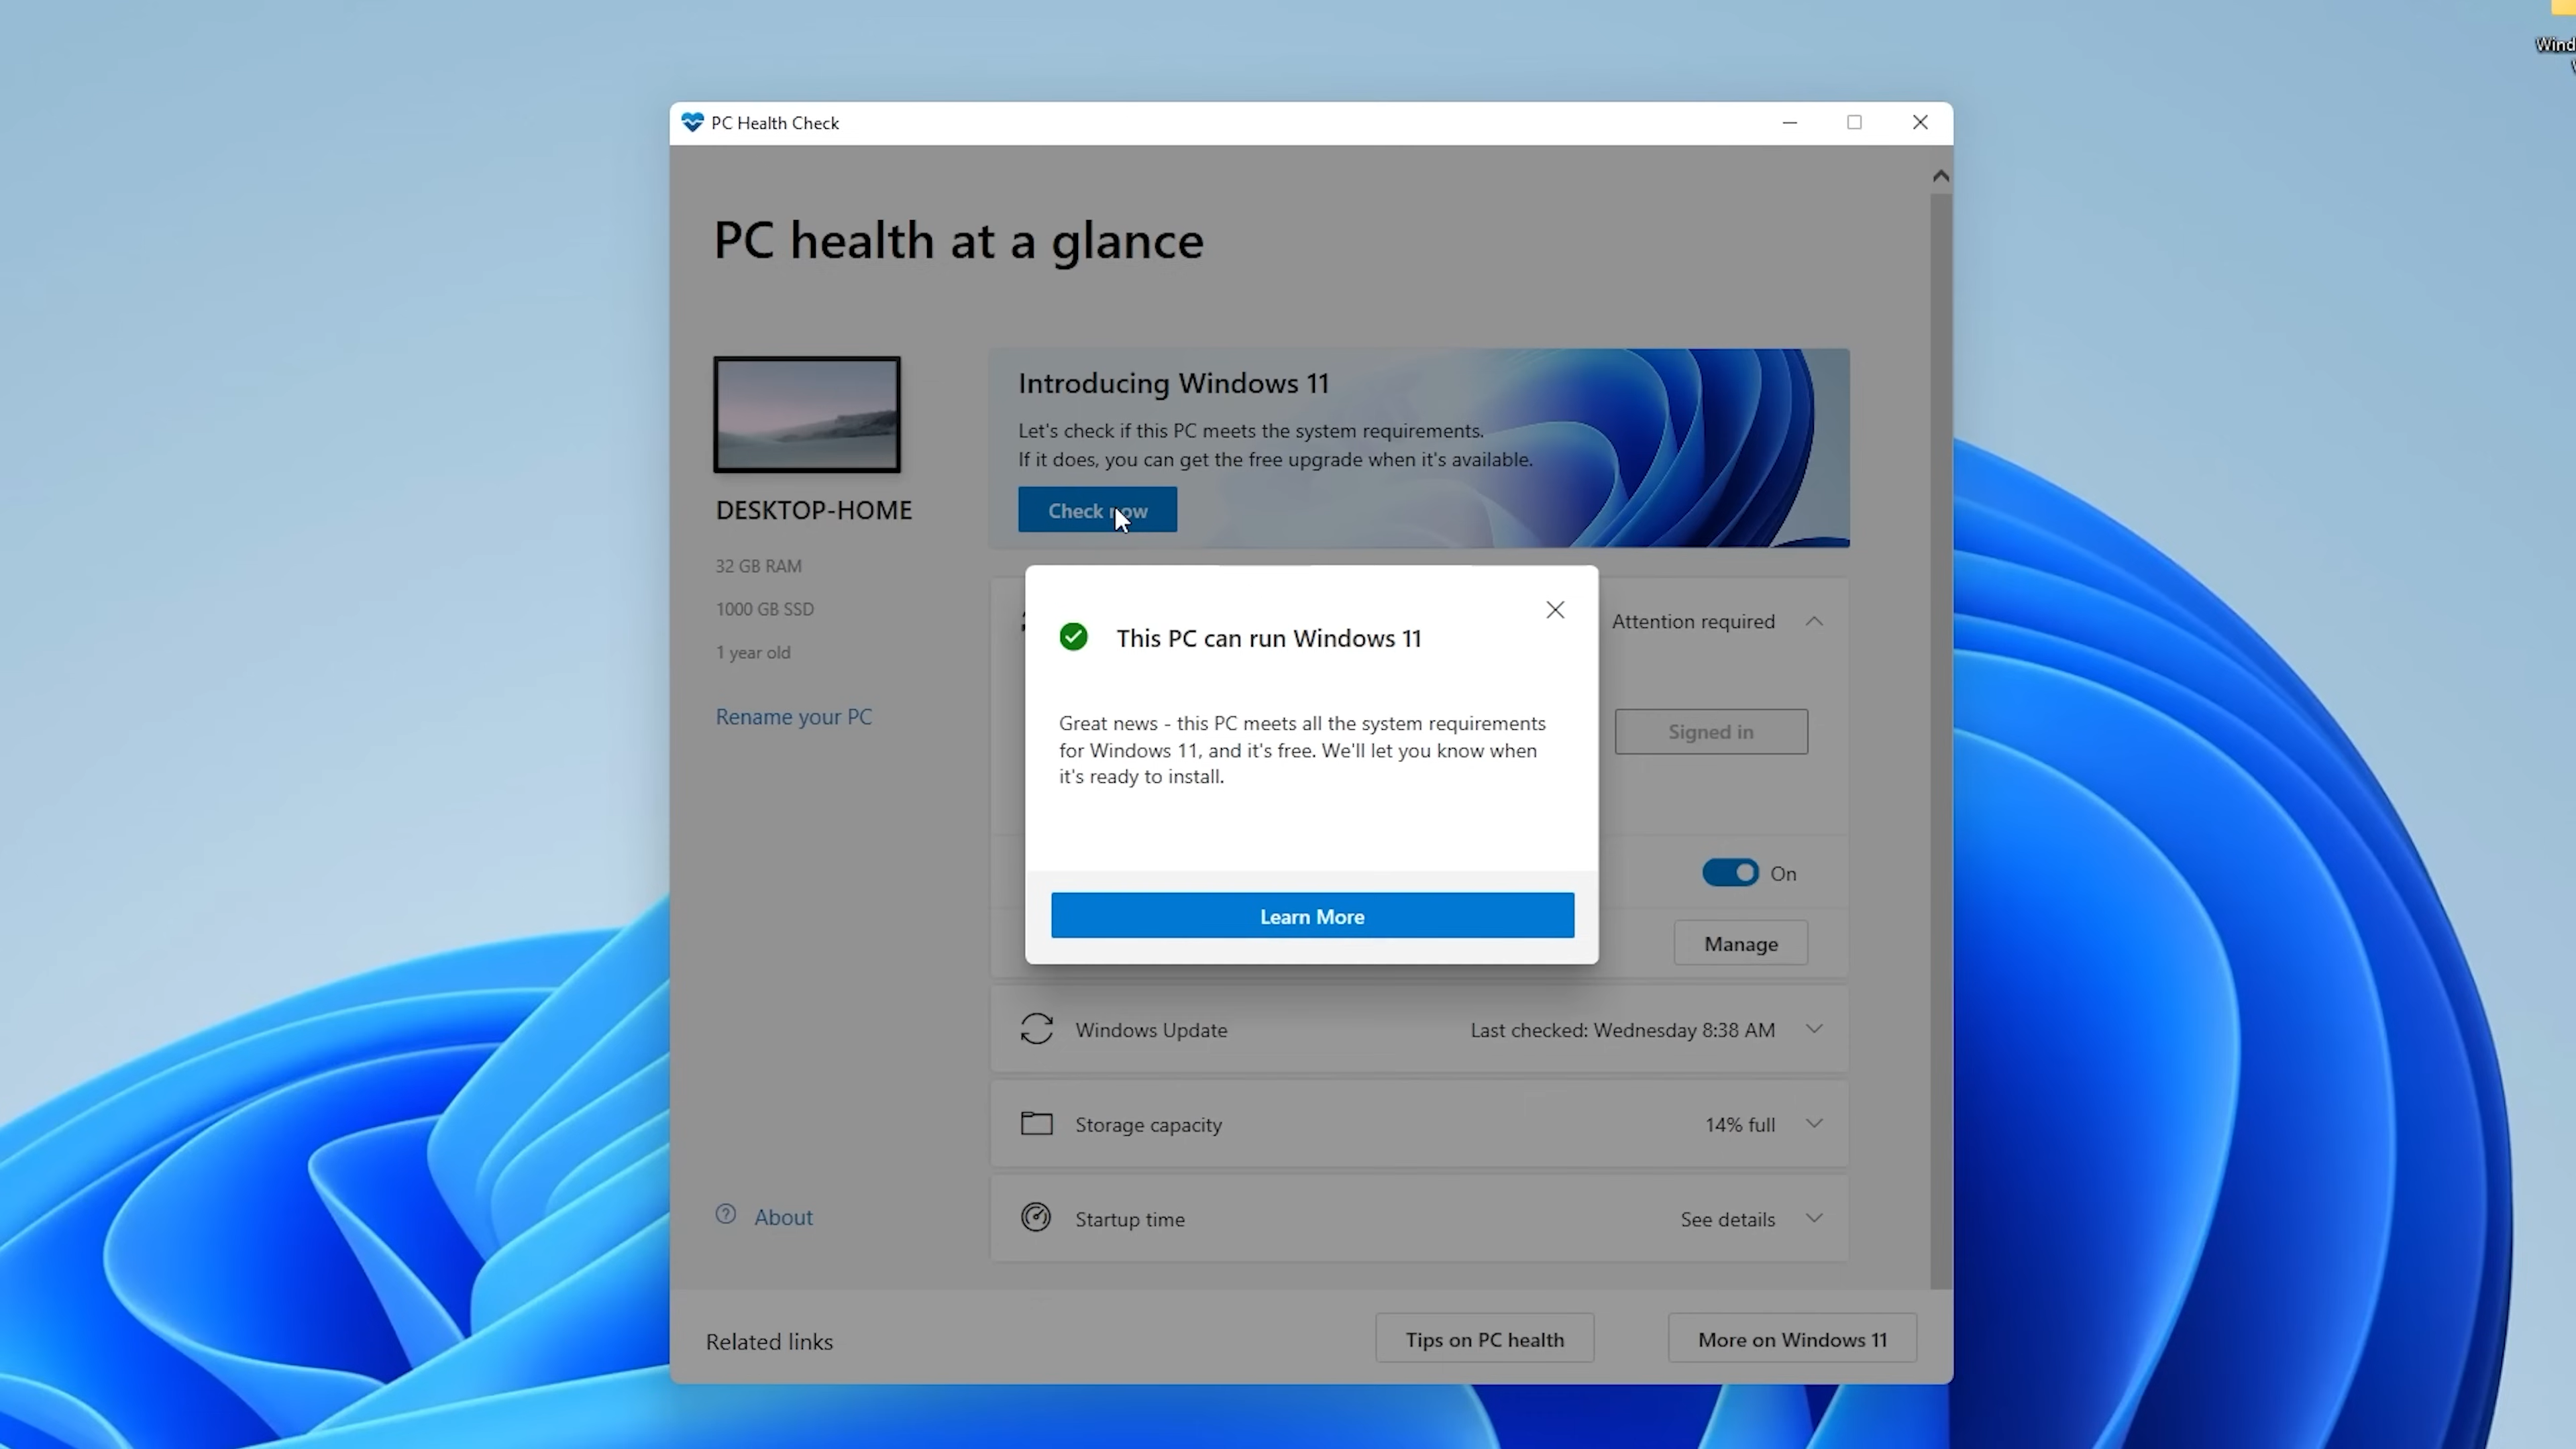 Wind
PC Health Check
PC health at a glance
Introducing Windows 11
Let's check if this PC meets the system requirements.
If it does, you can get the free upgrade when it's available.
Check now
DESKTOP-HOME
32 GB RAM
1000 GB SSD
1 year old
Rename your PC
Attention required
This PC can run Windows 11
Great news - this PC meets all the system requirements
for Windows 11, and it's free. We'll let you know when
it's ready to install.
Signed in
On
Learn More
Manage
Windows Update
Last checked: Wednesday 8:38 AM
Storage capacity
14% full
Startup time
See details
About
Related links
Tips on PC health
More on Windows 11